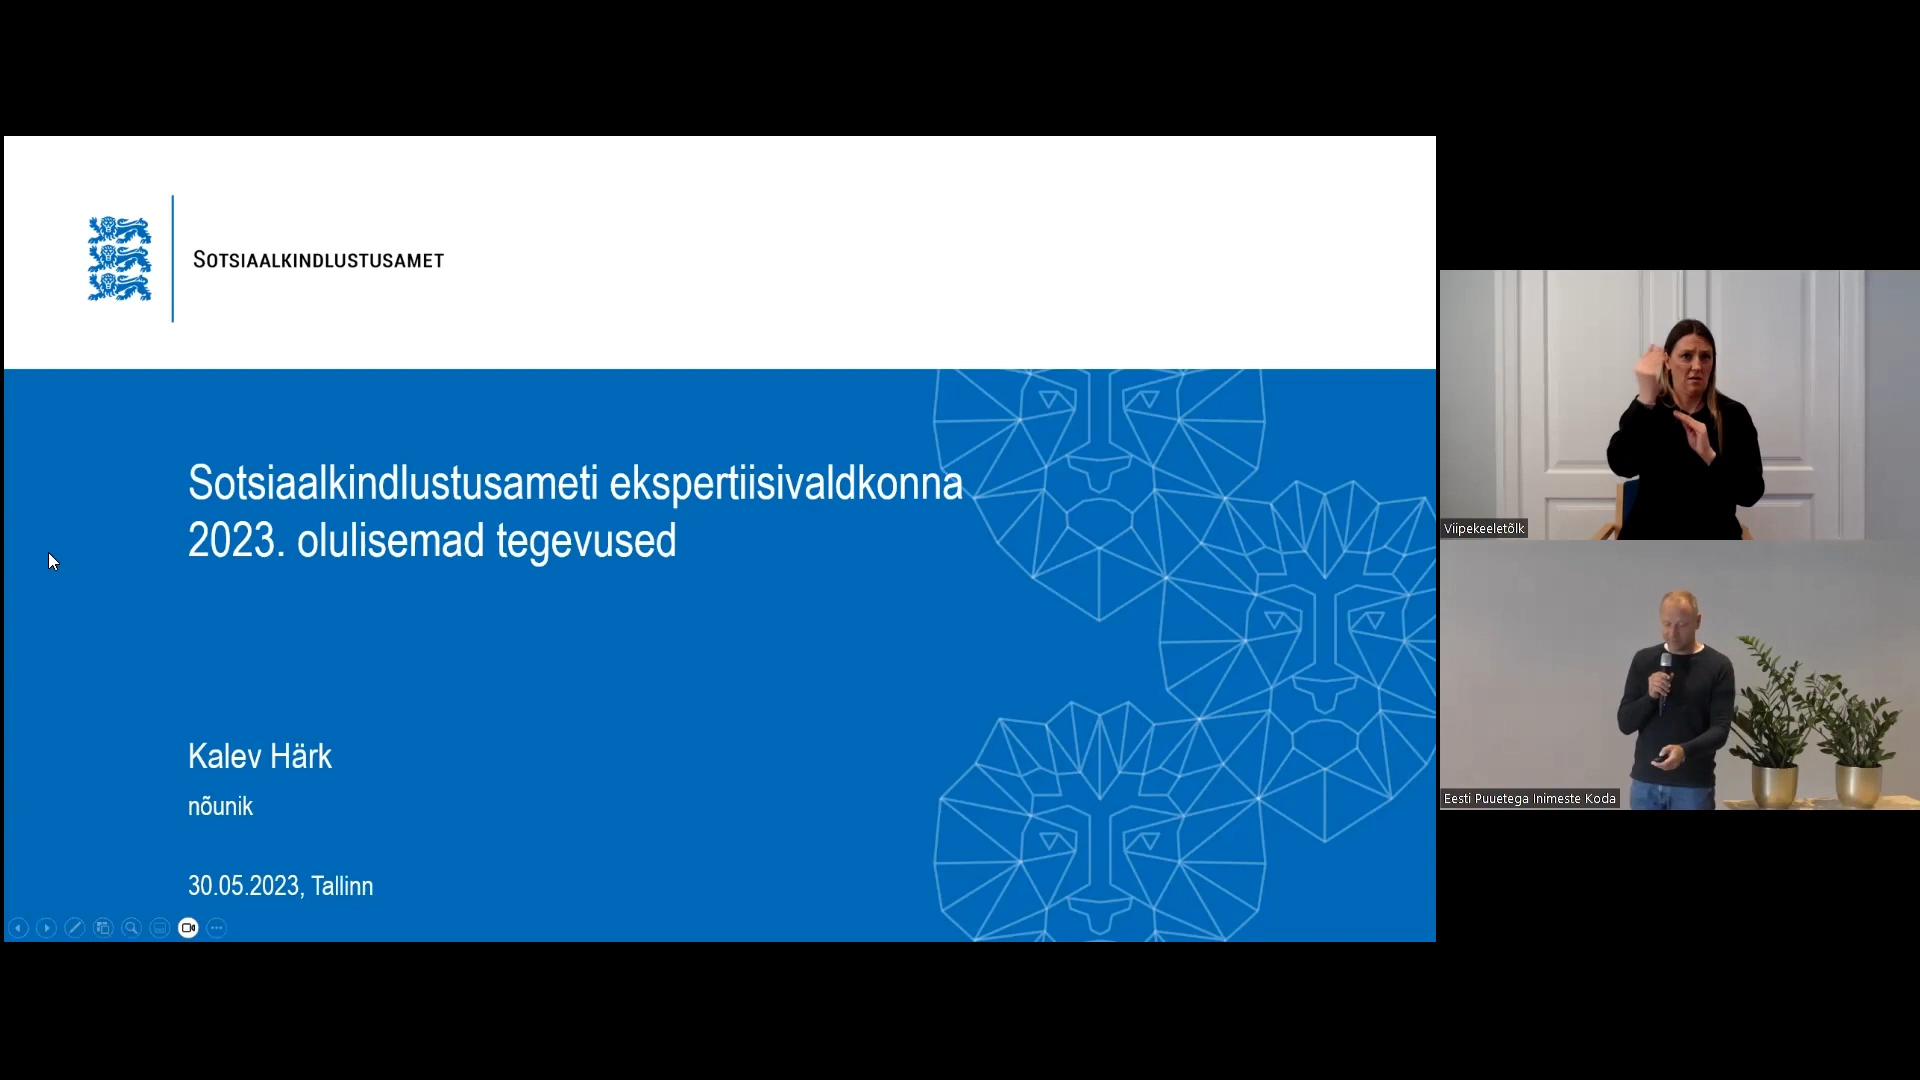 SOTSIAALKINDLUSTUSAMET
Sotsiaalkindlustusameti ekspertiisivaldkonna
2023. olulisemad tegevused
Kalev Härk
nõunik
30.05.2023, Tallinn
Viipekeeletõlk
Eesti Puuetega Inimeste Koda